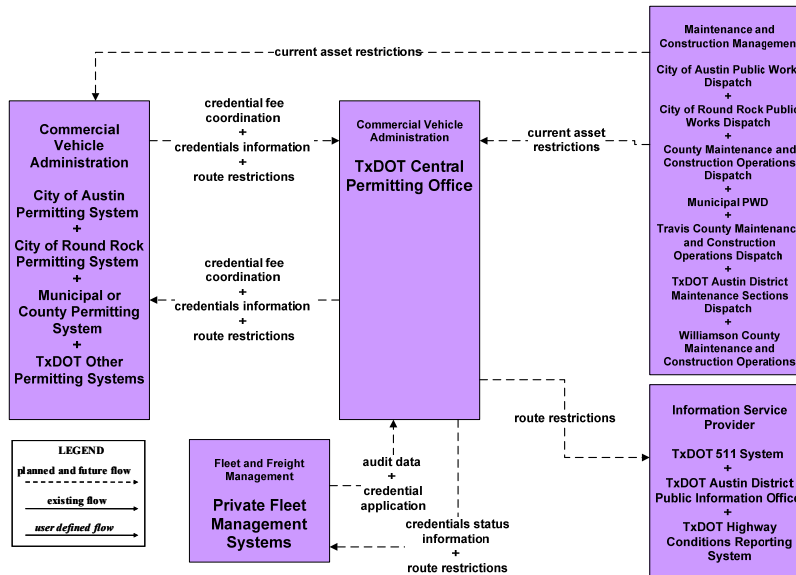 current asset restrictions
Commercial
Vehicle
Administration
City of Austin
Permitting System
+
City of Round Rock
Permitting System
+
Municipal or
County Permitting
System
+
TxDOT Other
Permitting Systems
credential fee
coordination
+
credentials information
+
route restrictions
credential fee
coordination
+
credentials information
+
route restrictions
Commercial Vehicle
Administration
TxDOT Central
Permitting Office
current asset
restrictions
Maintenance and
Construction Management
City of Austin Public Work
Dispatch
+
City of Round Rock Public
Works Dispatch
+
County Maintenance and
Construction Operations
Dispatch
+
Municipal PWD
+
Travis County Maintenanc
and Construction
Operations Dispatch
+
TxDOT Austin District
Maintenance Sections
Dispatch
+
Williamson County
Maintenance and
Construction Operations
route restrictions
Information Service
Provider
TxDOT 511 System
+
TxDOT Austin District
Public Information Office
+
TxDOT Highway
Conditions Reporting
System
LEGEND
planned and future flow
existing flow
user defined flow
Fleet and Freight Management
Private Fleet
Management
Systems
audit data
+
credential
application
credentials status
information
+
route restrictions